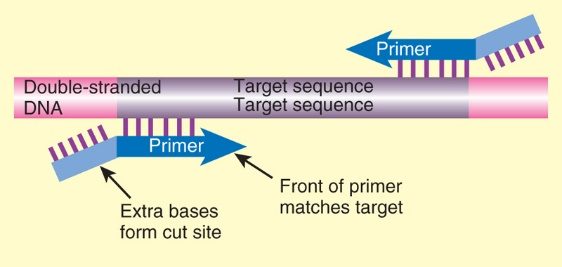 Primer
Double-stranded Target sequence
DNA Target sequence
Primer
Front of primer
matches target
Extra bases
form cut site